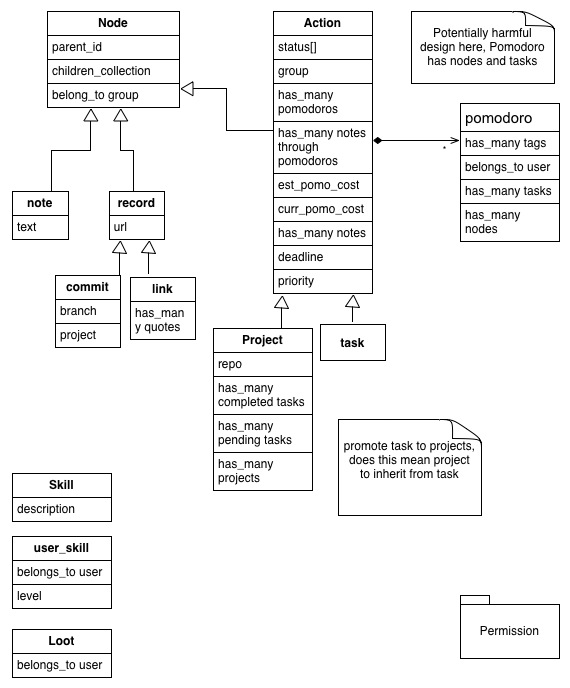 Node
parent_id
children_collection
belong_to group
Action
status[]
group
has_many
pomodoros
has_many notes
through
pomodoros
est_pomo_cost
curr_pomo_cost
has_many notes
deadline
priority
Potentially harmful
design here, Pomodoro
has nodes and tasks
pomodoro
has_many tags
belongs_to user
has_many tasks
has_many
nodes
*
note
text
record
url
commit
branch
project
link
has_man
y quotes
Project
repo
has_many
completed tasks
has_many
pending tasks
has_many
projects
task
promote task to projects,
does this mean project
to inherit from task
Skill
description
user_skill
belongs_to user
level
Loot
belongs_to user
Permission